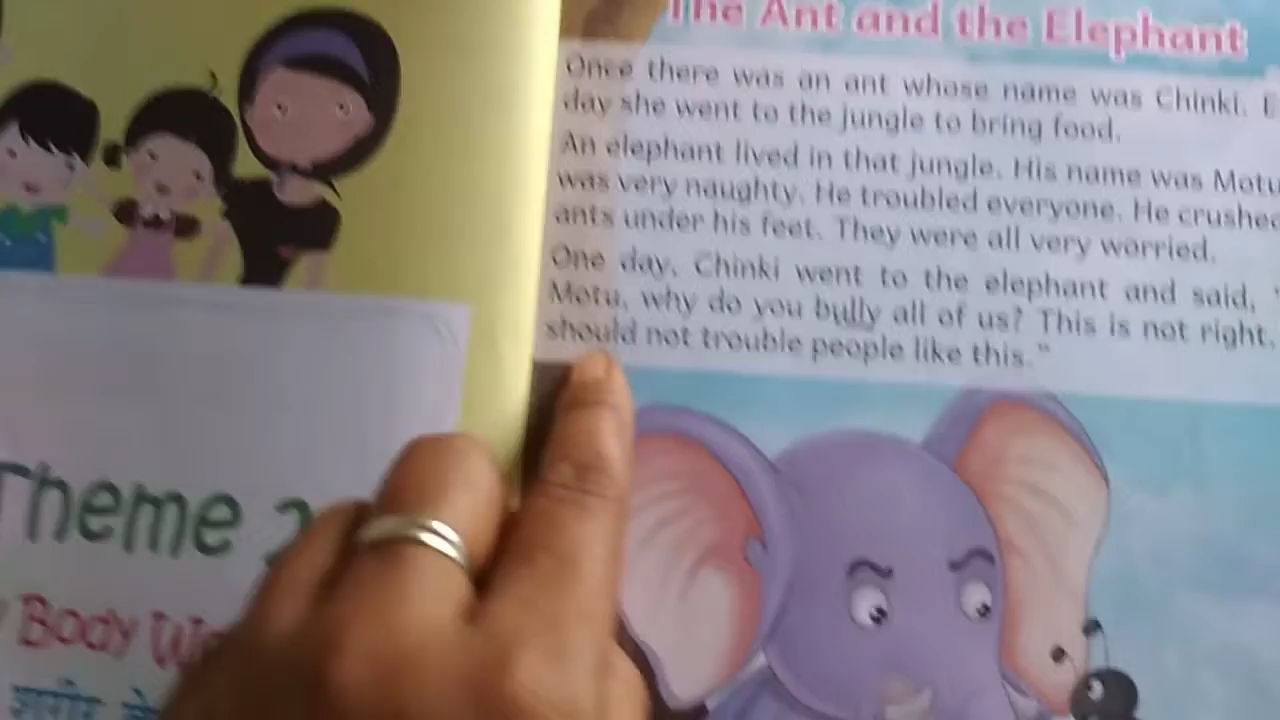 The Ant and the Elephant
Once there was an ant whose name was Chinki.
day she went to the jungle to bring food.
An elephant lived in that jungle. His name was Motu
was very naughty. He troubled everyone. He crushed
ants under his feet. They were all very worried.
One day, Chinki went to the elephant and said, "
Motu, why do you bully all of us? This is not right.
should not trouble people like this."
Theme 2
Body
शरीर